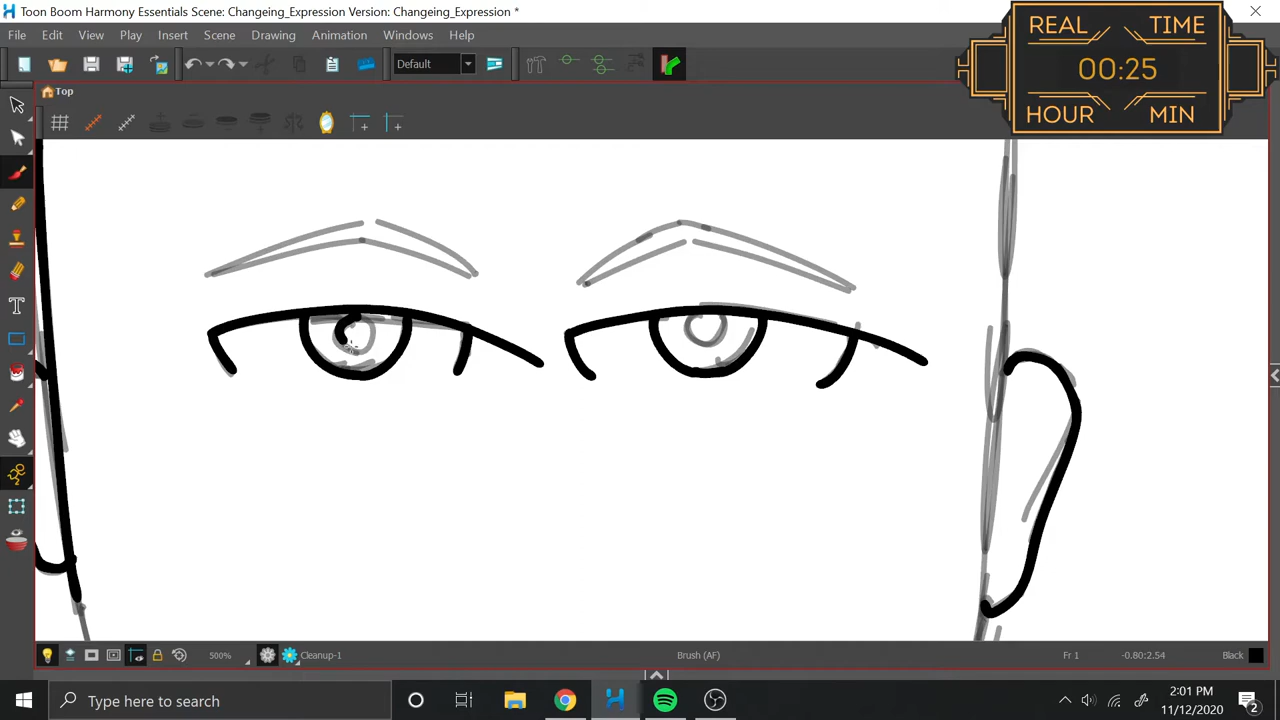 Toon Boom Harmony Essentials Scene: Changeing_Expression Version: Changeing_Expression *
File Edit View Play Insert Scene Drawing Animation Windows Help
Default
Top
REAL TIME
00:25
HOUR MIN
500%
Cleanup-1
Brush (AF)
Fr 1
-0.80:2.54
Black
Type here to search
2:01 PM
11/12/2020
2